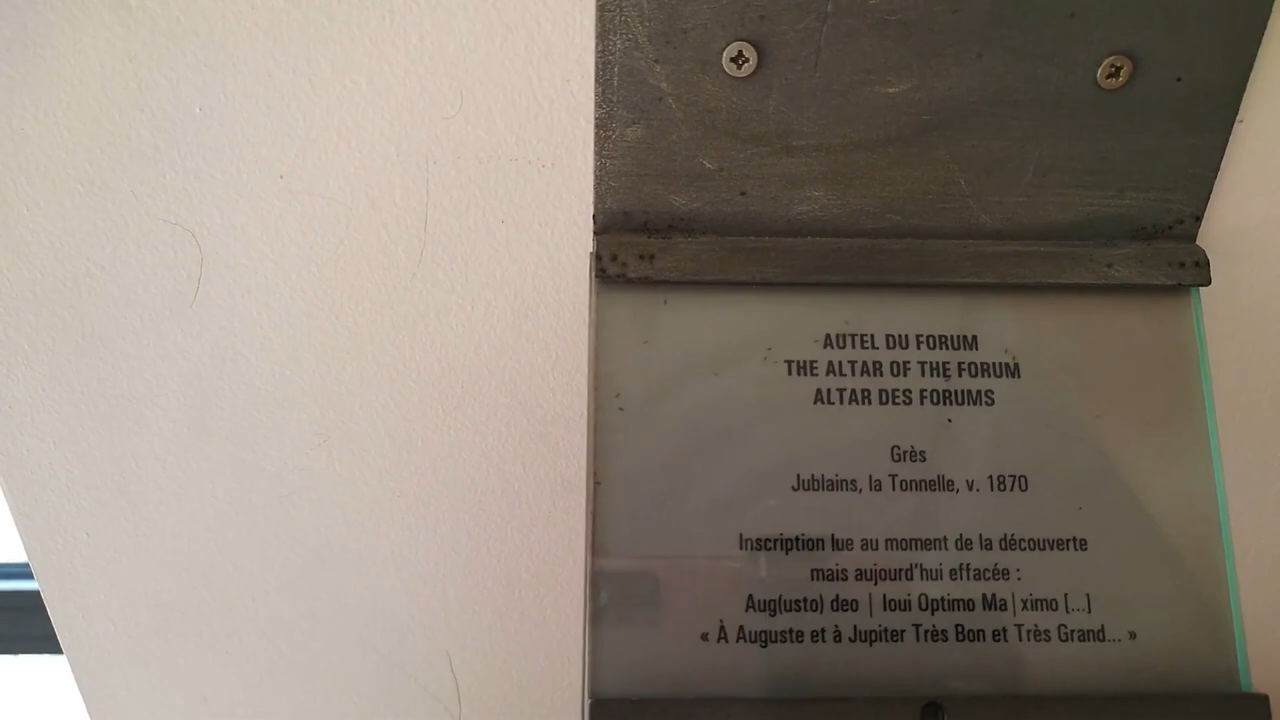 AUTEL DU FORUM
THE ALTAR OF THE FORUM
ALTAR DES FORUMS
Grès
Jublains, la Tonnelle, v. 1870
Inscription lue au moment de la découverte
mais aujourd'hui effacée :
Aug(usto) deo | Ioui Optimo Ma|ximo [...]
« À Auguste et à Jupiter Très Bon et Très Grand... »